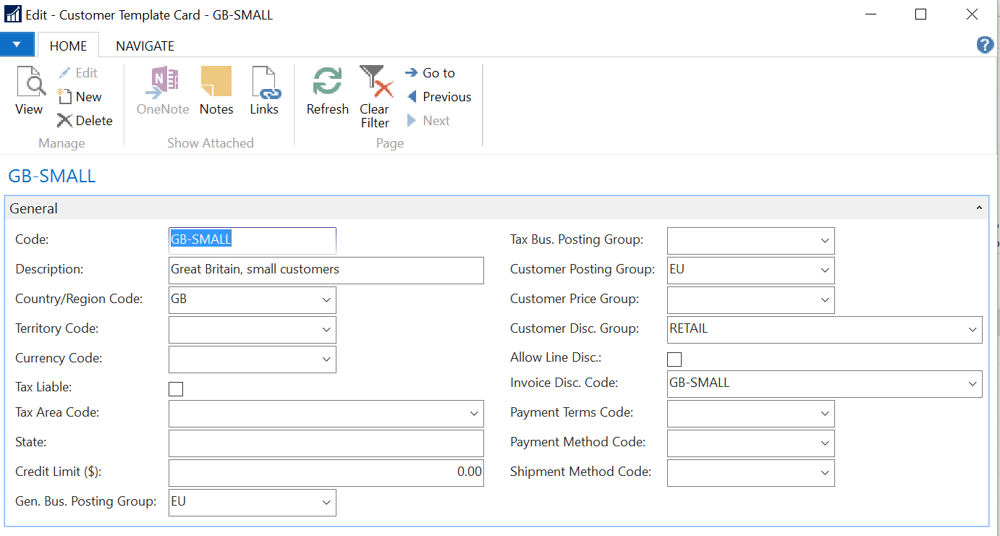 Edit - Customer Template Card - GB-SMALL
HOME
NAVIGATE
?
View
Edit
New
Delete
Manage
N
OneNote
Notes
Links
Show Attached
Refresh
Clear
Filter
Go to
Previous
Next
Page
GB-SMALL
General
Code:
GB-SMALL
Description:
Great Britain, small customers
Country/Region Code:
GB
Territory Code:
Currency Code:
Tax Liable:
Tax Area Code:
State:
Credit Limit ($):
0.00
Gen. Bus. Posting Group:
EU
Tax Bus. Posting Group:
Customer Posting Group:
EU
Customer Price Group:
Customer Disc. Group:
RETAIL
Allow Line Disc.:
Invoice Disc. Code:
GB-SMALL
Payment Terms Code:
Payment Method Code:
Shipment Method Code: